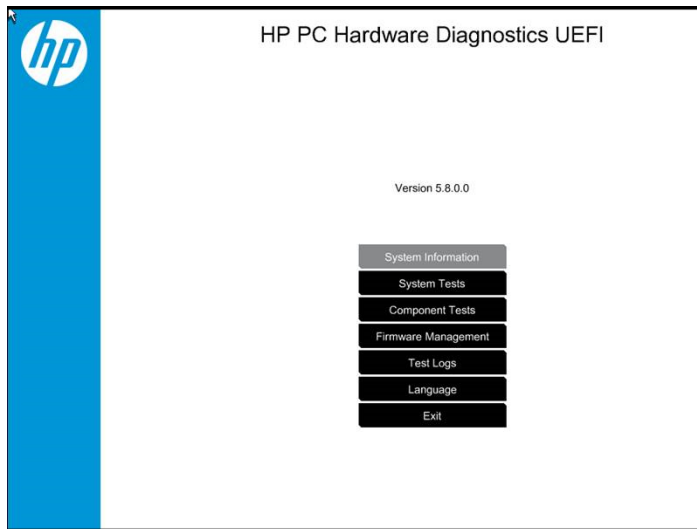 hp
HP PC Hardware Diagnostics UEFI
Version 5.8.0.0
System Information
System Tests
Component Tests
Firmware Management
Test Logs
Language
Exit